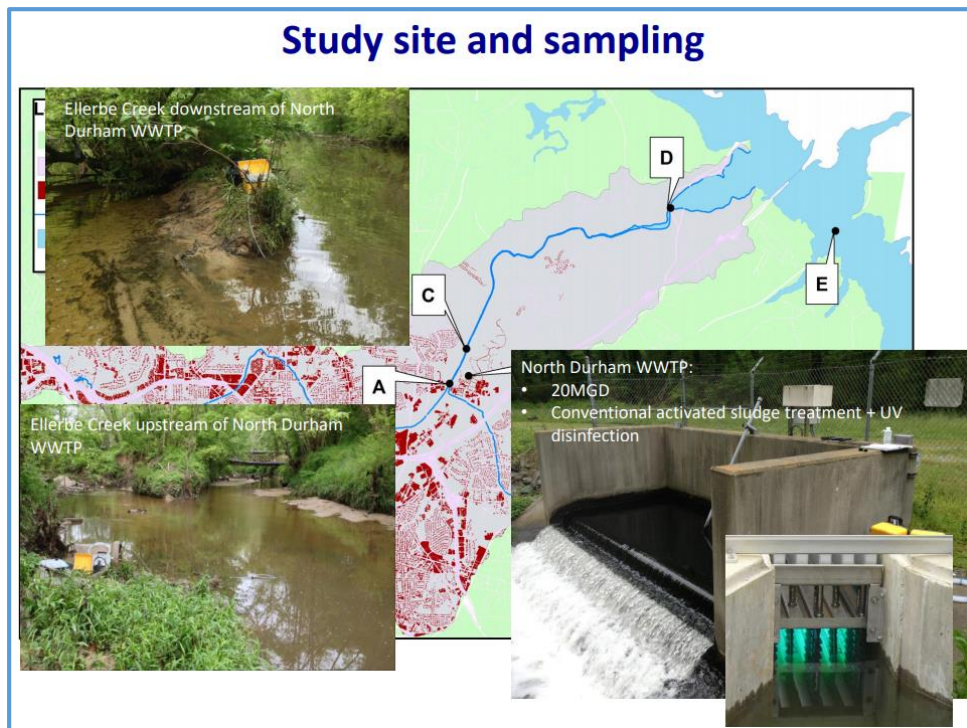 Study site and sampling
Ellerbe Creek downstream of North
Durham WWTP
D
E
C
A
North Durham WWTP:
• 20MGD
• Conventional activated sludge treatment + UV
disinfection
Ellerbe Creek upstream of North Durham
WWTP